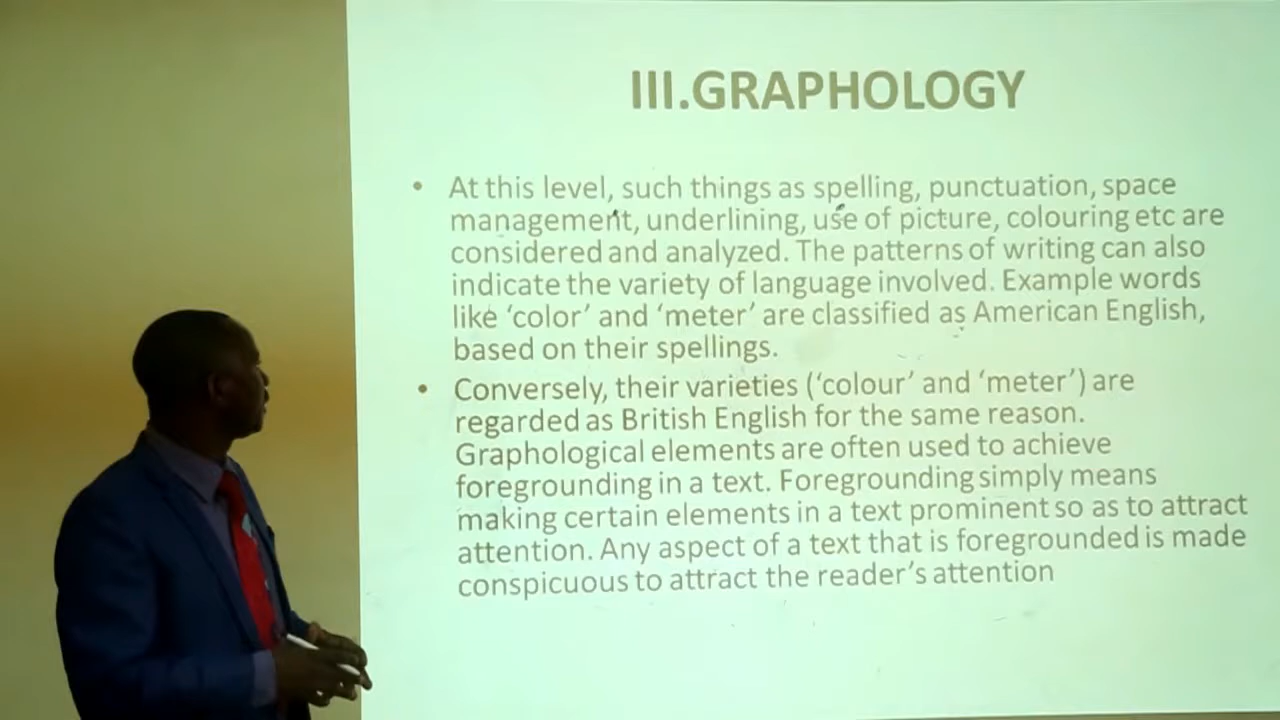 III.GRAPHOLOGY
• At this level, such things as spelling, punctuation, space
management, underlining, use of picture, colouring etc are
considered and analyzed. The patterns of writing can also
indicate the variety of language involved. Example words
like ‘color’ and ‘meter’ are classified as American English,
based on their spellings.
• Conversely, their varieties (‘colour’ and ‘meter’) are
regarded as British English for the same reason.
Graphological elements are often used to achieve
foregrounding in a text. Foregrounding simply means
making certain elements in a text prominent so as to attract
attention. Any aspect of a text that is foregrounded is made
conspicuous to attract the reader’s attention